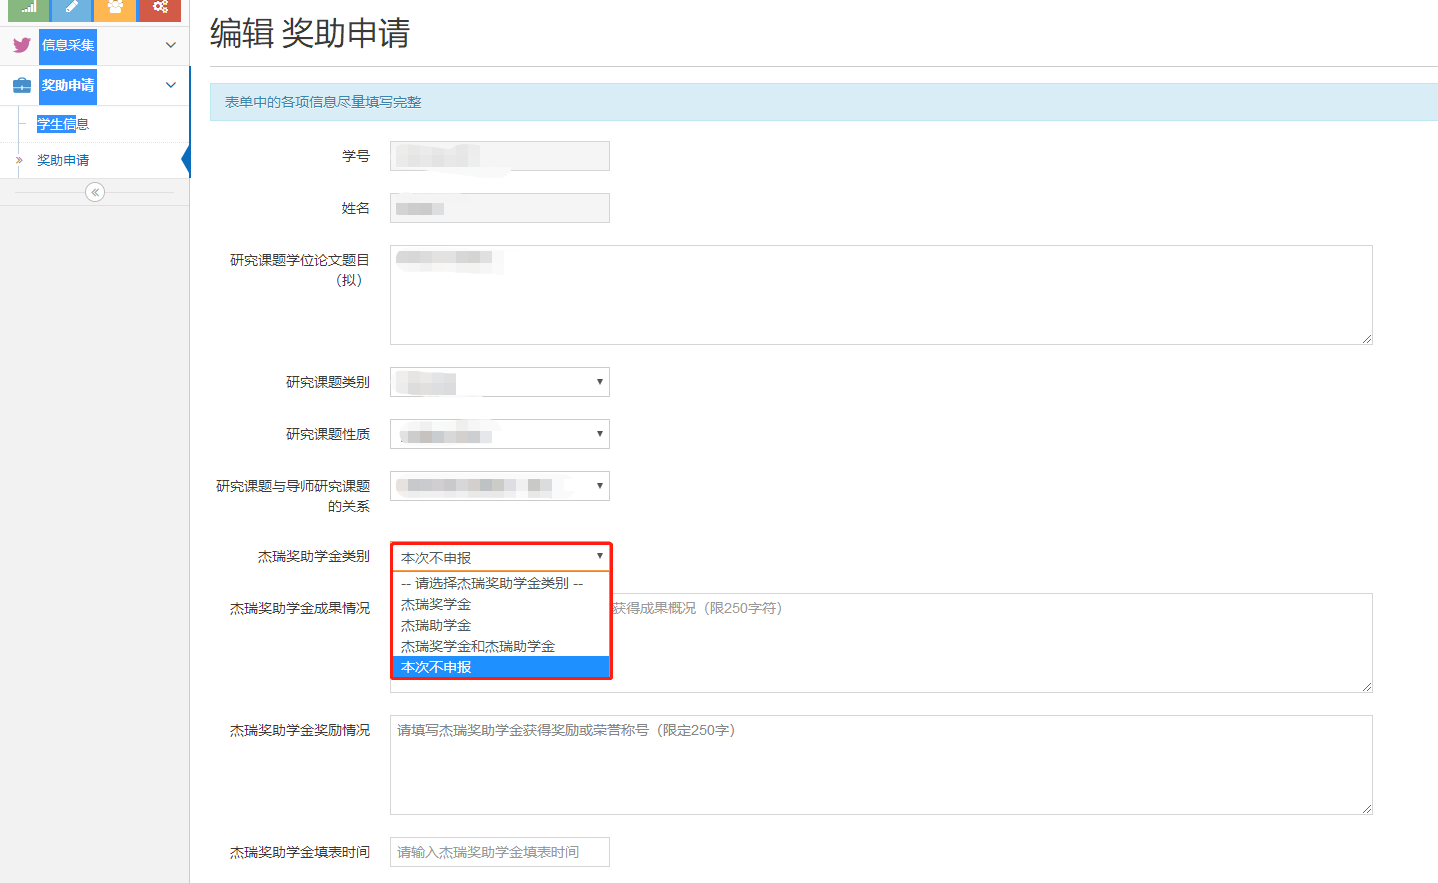 信息采集
奖助申请
学生信息
奖助申请
编辑 奖助申请
表单中的各项信息尽量填写完整
学号
姓名
研究课题学位论文题目
（拟）
研究课题类别
研究课题性质
研究课题与导师研究课题
的关系
杰瑞奖助学金类别
本次不申报
-- 请选择杰瑞奖助学金类别 --
杰瑞奖学金
杰瑞助学金
杰瑞奖学金和杰瑞助学金
本次不申报
杰瑞奖助学金成果情况
获得成果概况（限250字符）
杰瑞奖助学金奖励情况
请填写杰瑞奖助学金获得奖励或荣誉称号（限定250字）
杰瑞奖助学金填表时间
请输入杰瑞奖助学金填表时间